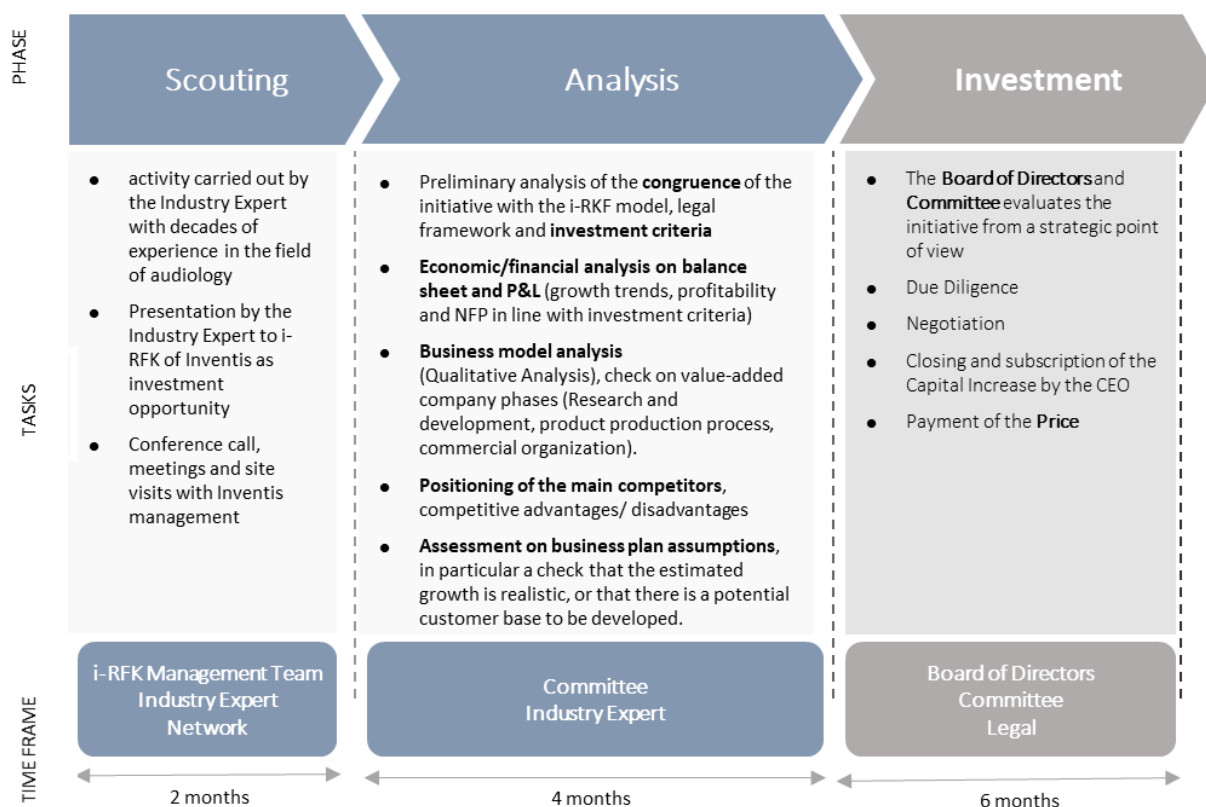 PHASE
Scouting
Analysis
Investment
TASKS
● activity carried out by
the Industry Expert
with decades of
experience in the field
of audiology
● Presentation by the
Industry Expert to i-
RFK of Inventis as
investment
opportunity
● Conference call,
meetings and site
visits with Inventis
management
● Preliminary analysis of the congruence of the
initiative with the i-RKF model, legal
framework and investment criteria
● Economic/financial analysis on balance
sheet and P&L (growth trends, profitability
and NFP in line with investment criteria)
● Business model analysis
(Qualitative Analysis), check on value-added
company phases (Research and
development, product production process,
commercial organization).
● Positioning of the main competitors,
competitive advantages/ disadvantages
● Assessment on business plan assumptions,
in particular a check that the estimated
growth is realistic, or that there is a potential
customer base to be developed.
● The Board of Directors and
Committee evaluates the
initiative from a strategic point
of view
● Due Diligence
● Negotiation
● Closing and subscription of the
Capital Increase by the CEO
● Payment of the Price
i-RFK Management Team
Industry Expert
Network
Committee
Industry Expert
Board of Directors
Committee
Legal
TIME FRAME
2 months
4 months
6 months